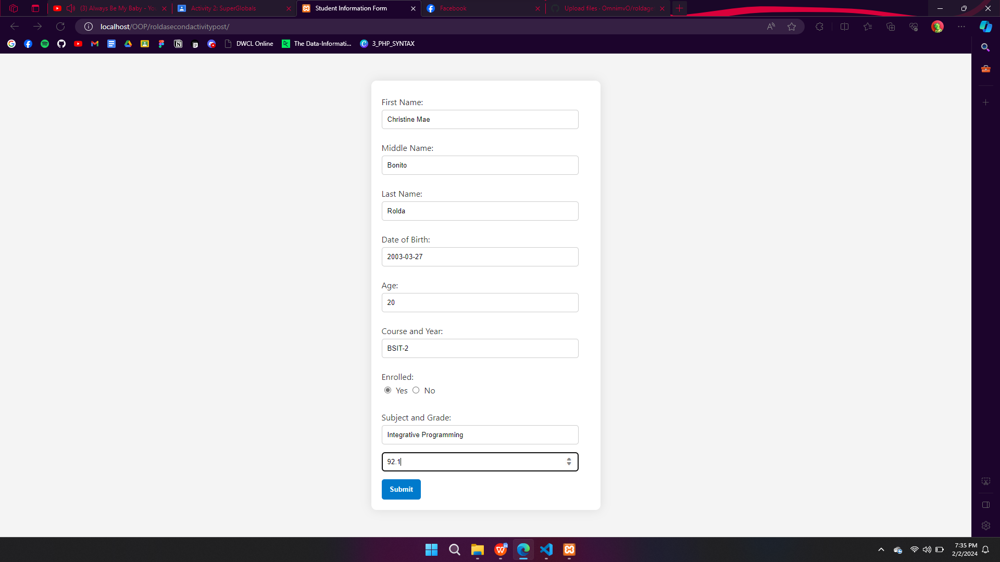 (3) Always Be My Baby - Yo
Activity 2: SuperGlobals
Student Information Form
Facebook
Upload files · OmnimvO/roldage
localhost/OOP/roldasecondactivitypost/
DWCL Online
The Data-Informati...
3_PHP_SYNTAX
First Name:
Christine Mae
Middle Name:
Bonito
Last Name:
Rolda
Date of Birth:
2003-03-27
Age:
20
Course and Year:
BSIT-2
Enrolled:
Yes No
Subject and Grade:
Integrative Programming
92.1
Submit
7:35 PM
2/2/2024